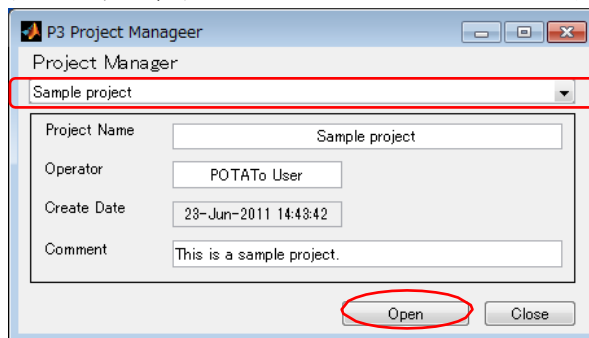 P3 Project Manageer
Project Manager
Sample project
Project Name Sample project
Operator POTATo User
Create Date 23-Jun-2011 14:43:42
Comment This is a sample project.
Open Close